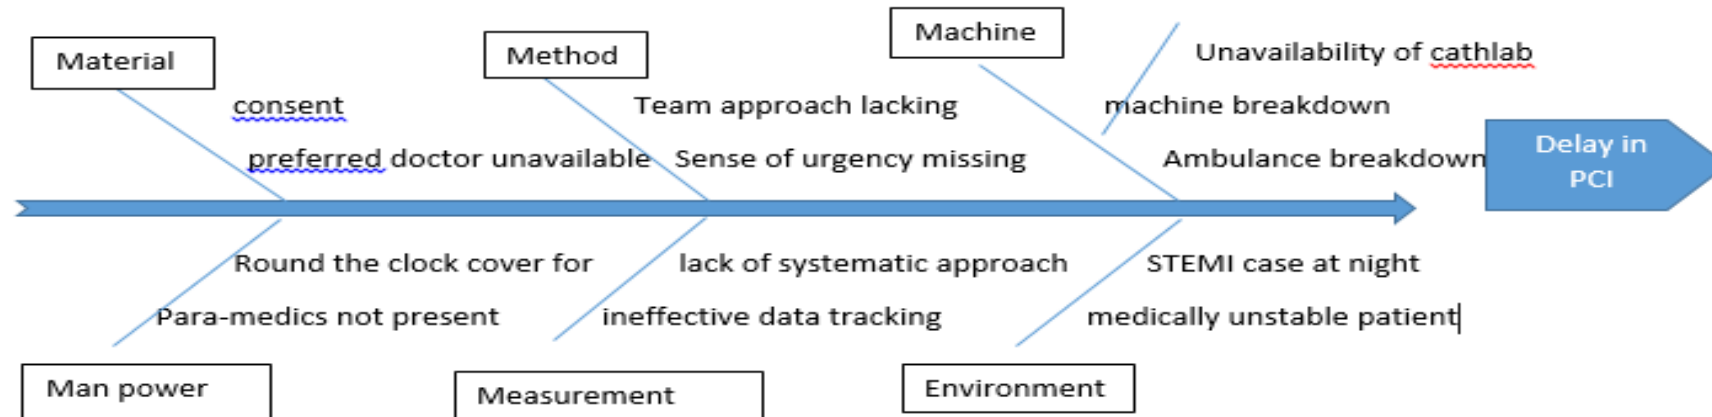 Material
consent
preferred doctor unavailable
Method
Team approach lacking
Sense of urgency missing
Machine
Unavailability of cathlab
machine breakdown
Ambulance breakdown
Delay in
PCI
Round the clock cover for
Para-medics not present
Man power
lack of systematic approach
ineffective data tracking
Measurement
STEMI case at night
medically unstable patient
Environment